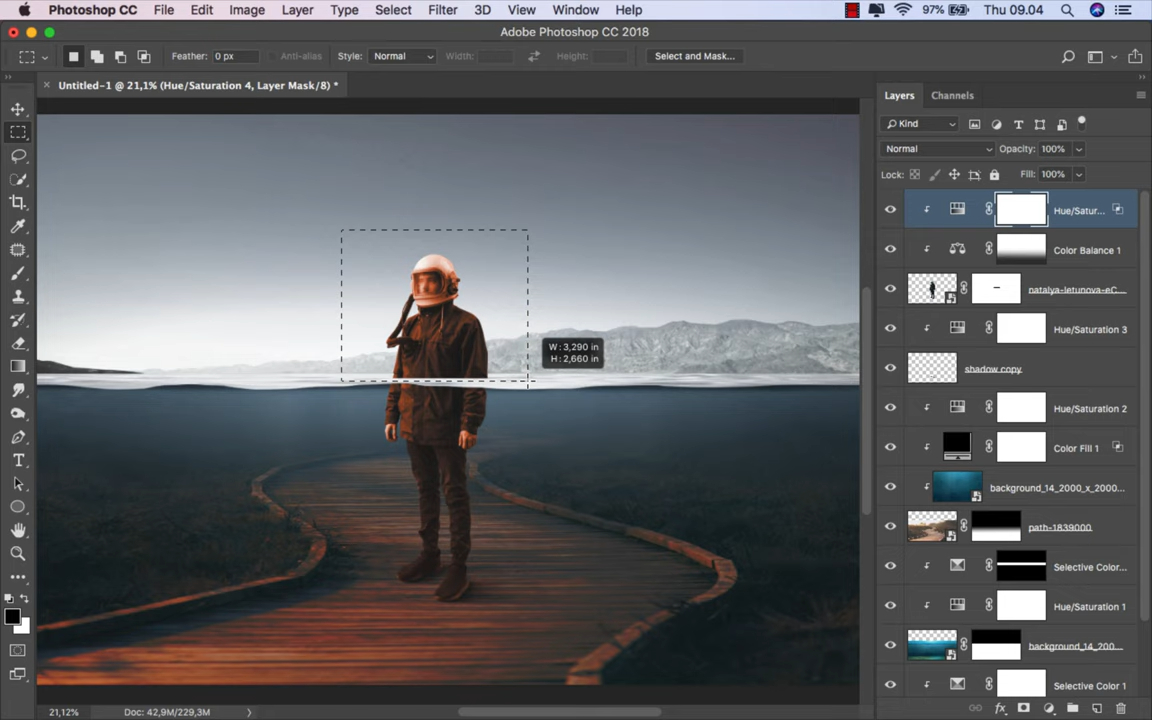 Photoshop CC File Edit Image Layer Type Select Filter 3D View Window Help 97% Thu 09.04
Adobe Photoshop CC 2018
Feather: 0 px Anti-alias Style: Normal Width: Height: Select and Mask...
Untitled-1 @ 21,1% (Hue/Saturation 4, Layer Mask/8) *
Layers Channels
Kind
Normal Opacity: 100%
Lock: Fill: 100%
Hue/Satur...
Color Balance 1
natalya-letunova-eC...
Hue/Saturation 3
W: 3,290 in
H: 2,660 in
shadow copy
Hue/Saturation 2
Color Fill 1
background_14_2000_x_2000...
path-1839000
Selective Color...
Hue/Saturation 1
background_14_200...
Selective Color 1
21,12% Doc: 42,9M/229,3M